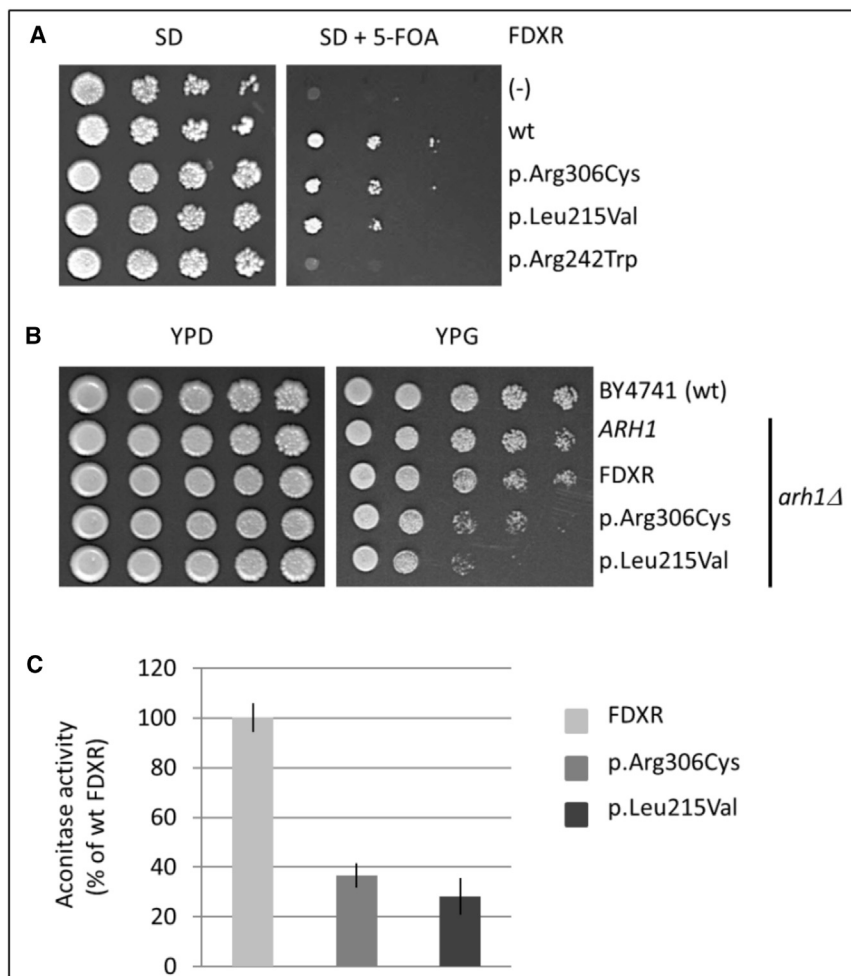 A
SD
SD + 5-FOA
FDXR
(-)
wt
p.Arg306Cys
p.Leu215Val
p.Arg242Trp
B
YPD
YPG
BY4741 (wt)
ARH1
FDXR
p.Arg306Cys
p.Leu215Val
arh1Δ
C
Aconitase activity
(% of wt FDXR)
120
100
80
60
40
20
0
FDXR
p.Arg306Cys
p.Leu215Val